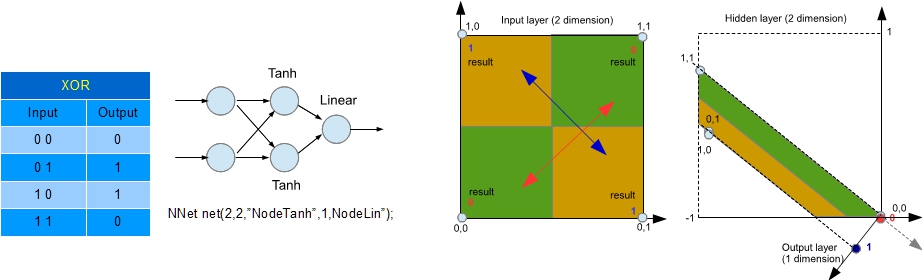 XOR
Input Output
0 0 0
0 1 1
1 0 1
1 1 0
Tanh
Linear
Tanh
NNet net(2,2,”NodeTanh”,1,NodeLin”);
Input layer (2 dimension)
1,0 1,1
1 0
result result
result result
0 1
0,0 0,1
Hidden layer (2 dimension)
1
1,1
0,1
1,0
-1 0,0
0
Output layer 1
(1 dimension)